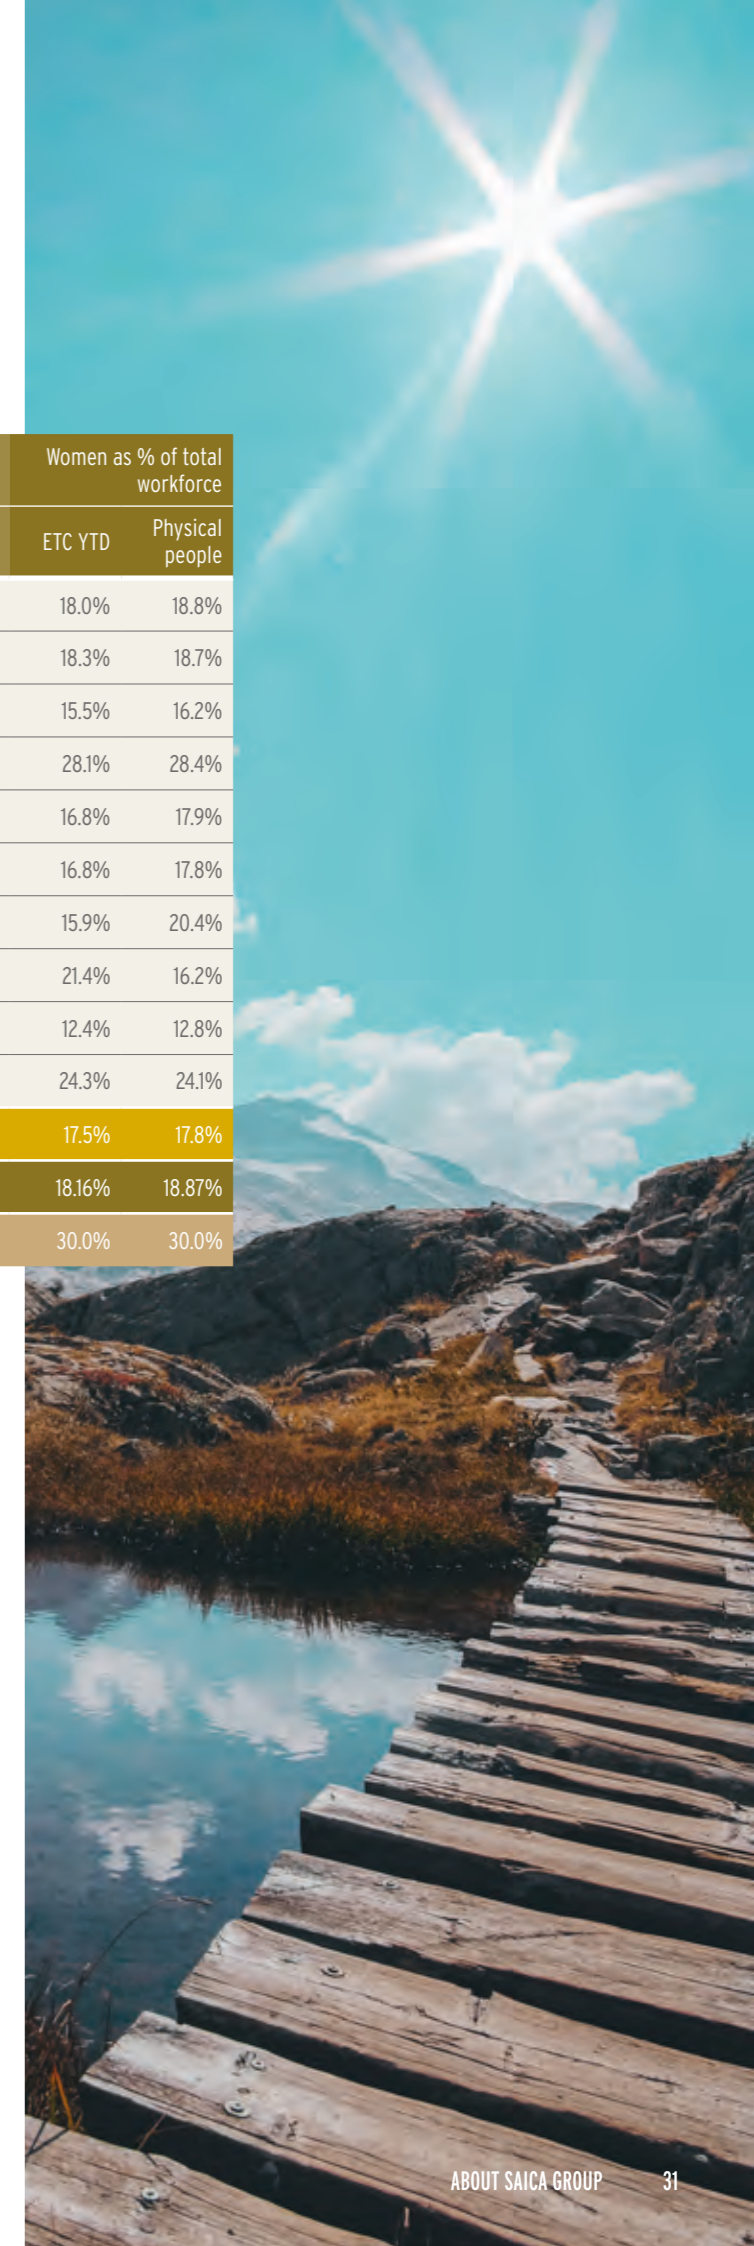 Women as % of total
workforce
ETC YTD Physical
people
18.0% 18.8%
18.3% 18.7%
15.5% 16.2%
28.1% 28.4%
16.8% 17.9%
16.8% 17.8%
15.9% 20.4%
21.4% 16.2%
12.4% 12.8%
24.3% 24.1%
17.5% 17.8%
18.16% 18.87%
30.0% 30.0%
ABOUT SAICA GROUP 31